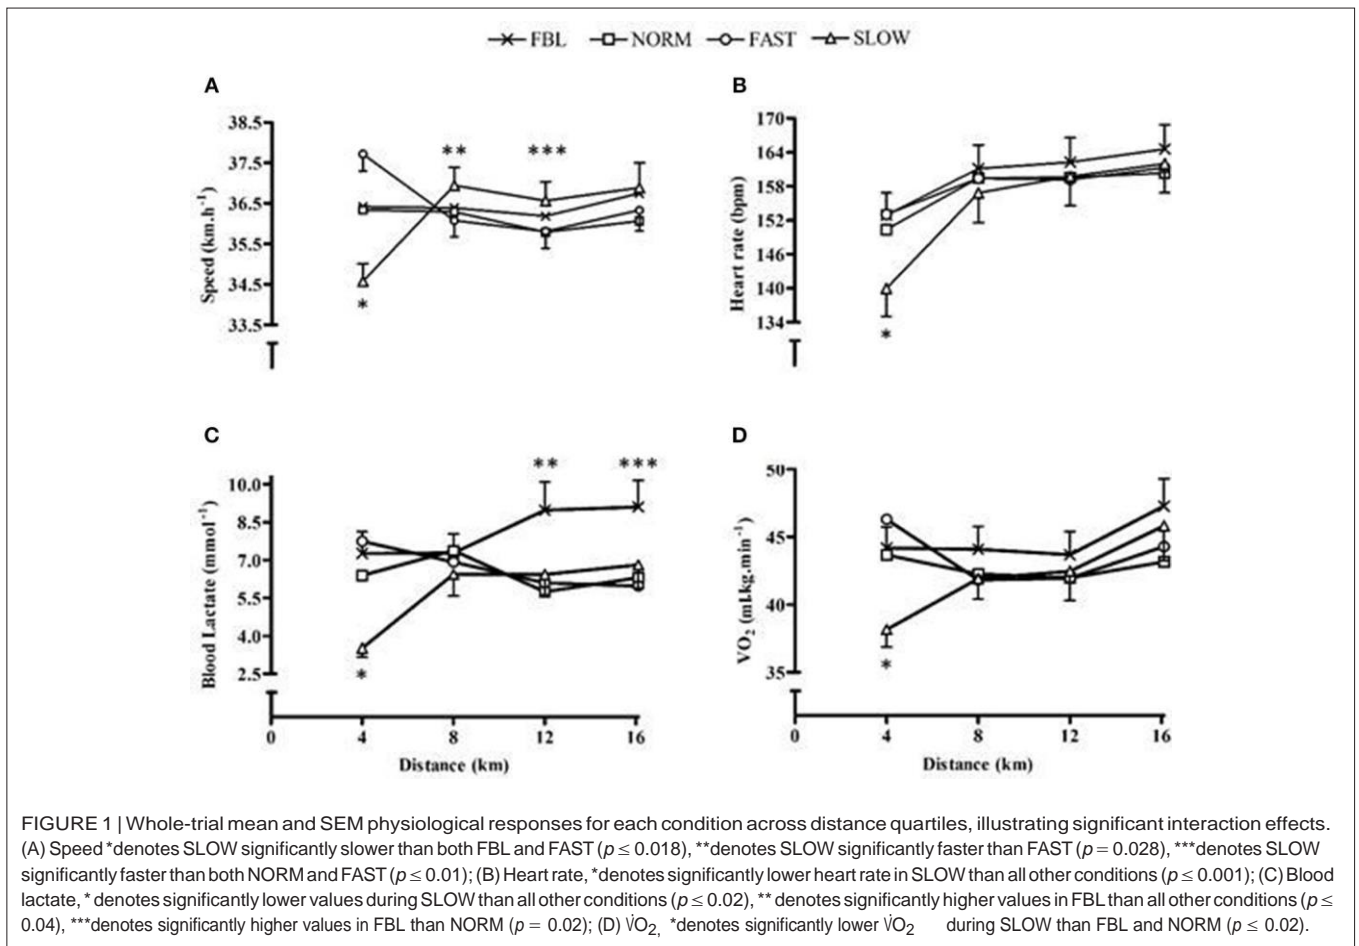 FBL NORM FAST SLOW
A
38.5
37.5
36.5
35.5
34.5
33.5
Speed (km.h⁻¹)
** ***
*
B
170
164
158
152
146
140
134
Heart rate (bpm)
*
C
10.0
8.5
7.0
5.5
4.0
2.5
Blood Lactate (mmol⁻¹)
** ***
*
0 4 8 12 16
Distance (km)
D
50
45
40
35
V̇O₂ (ml.kg.min⁻¹)
*
0 4 8 12 16
Distance (km)
FIGURE 1 | Whole-trial mean and SEM physiological responses for each condition across distance quartiles, illustrating significant interaction effects.
(A) Speed *denotes SLOW significantly slower than both FBL and FAST (p ≤ 0.018), **denotes SLOW significantly faster than FAST (p = 0.028), ***denotes SLOW
significantly faster than both NORM and FAST (p ≤ 0.01); (B) Heart rate, *denotes significantly lower heart rate in SLOW than all other conditions (p ≤ 0.001); (C) Blood
lactate, * denotes significantly lower values during SLOW than all other conditions (p ≤ 0.02), ** denotes significantly higher values in FBL than all other conditions (p ≤
0.04), ***denotes significantly higher values in FBL than NORM (p = 0.02); (D) V̇O₂, *denotes significantly lower V̇O₂ during SLOW than FBL and NORM (p ≤ 0.02).